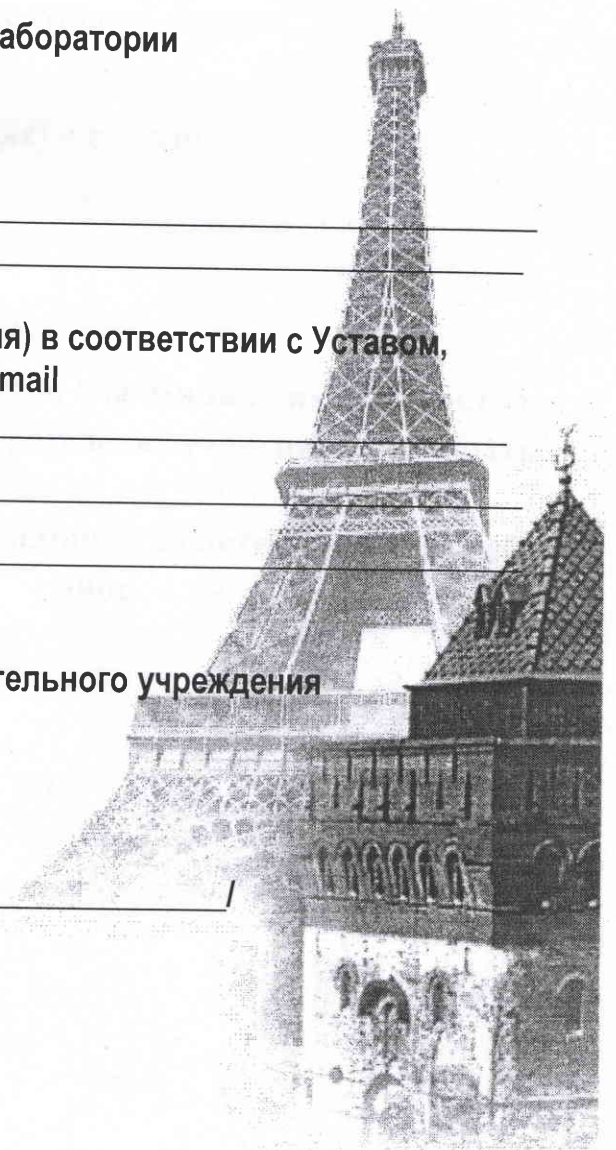 аборатории
я) в соответствии с Уставом,
mail
тельного учреждения
/